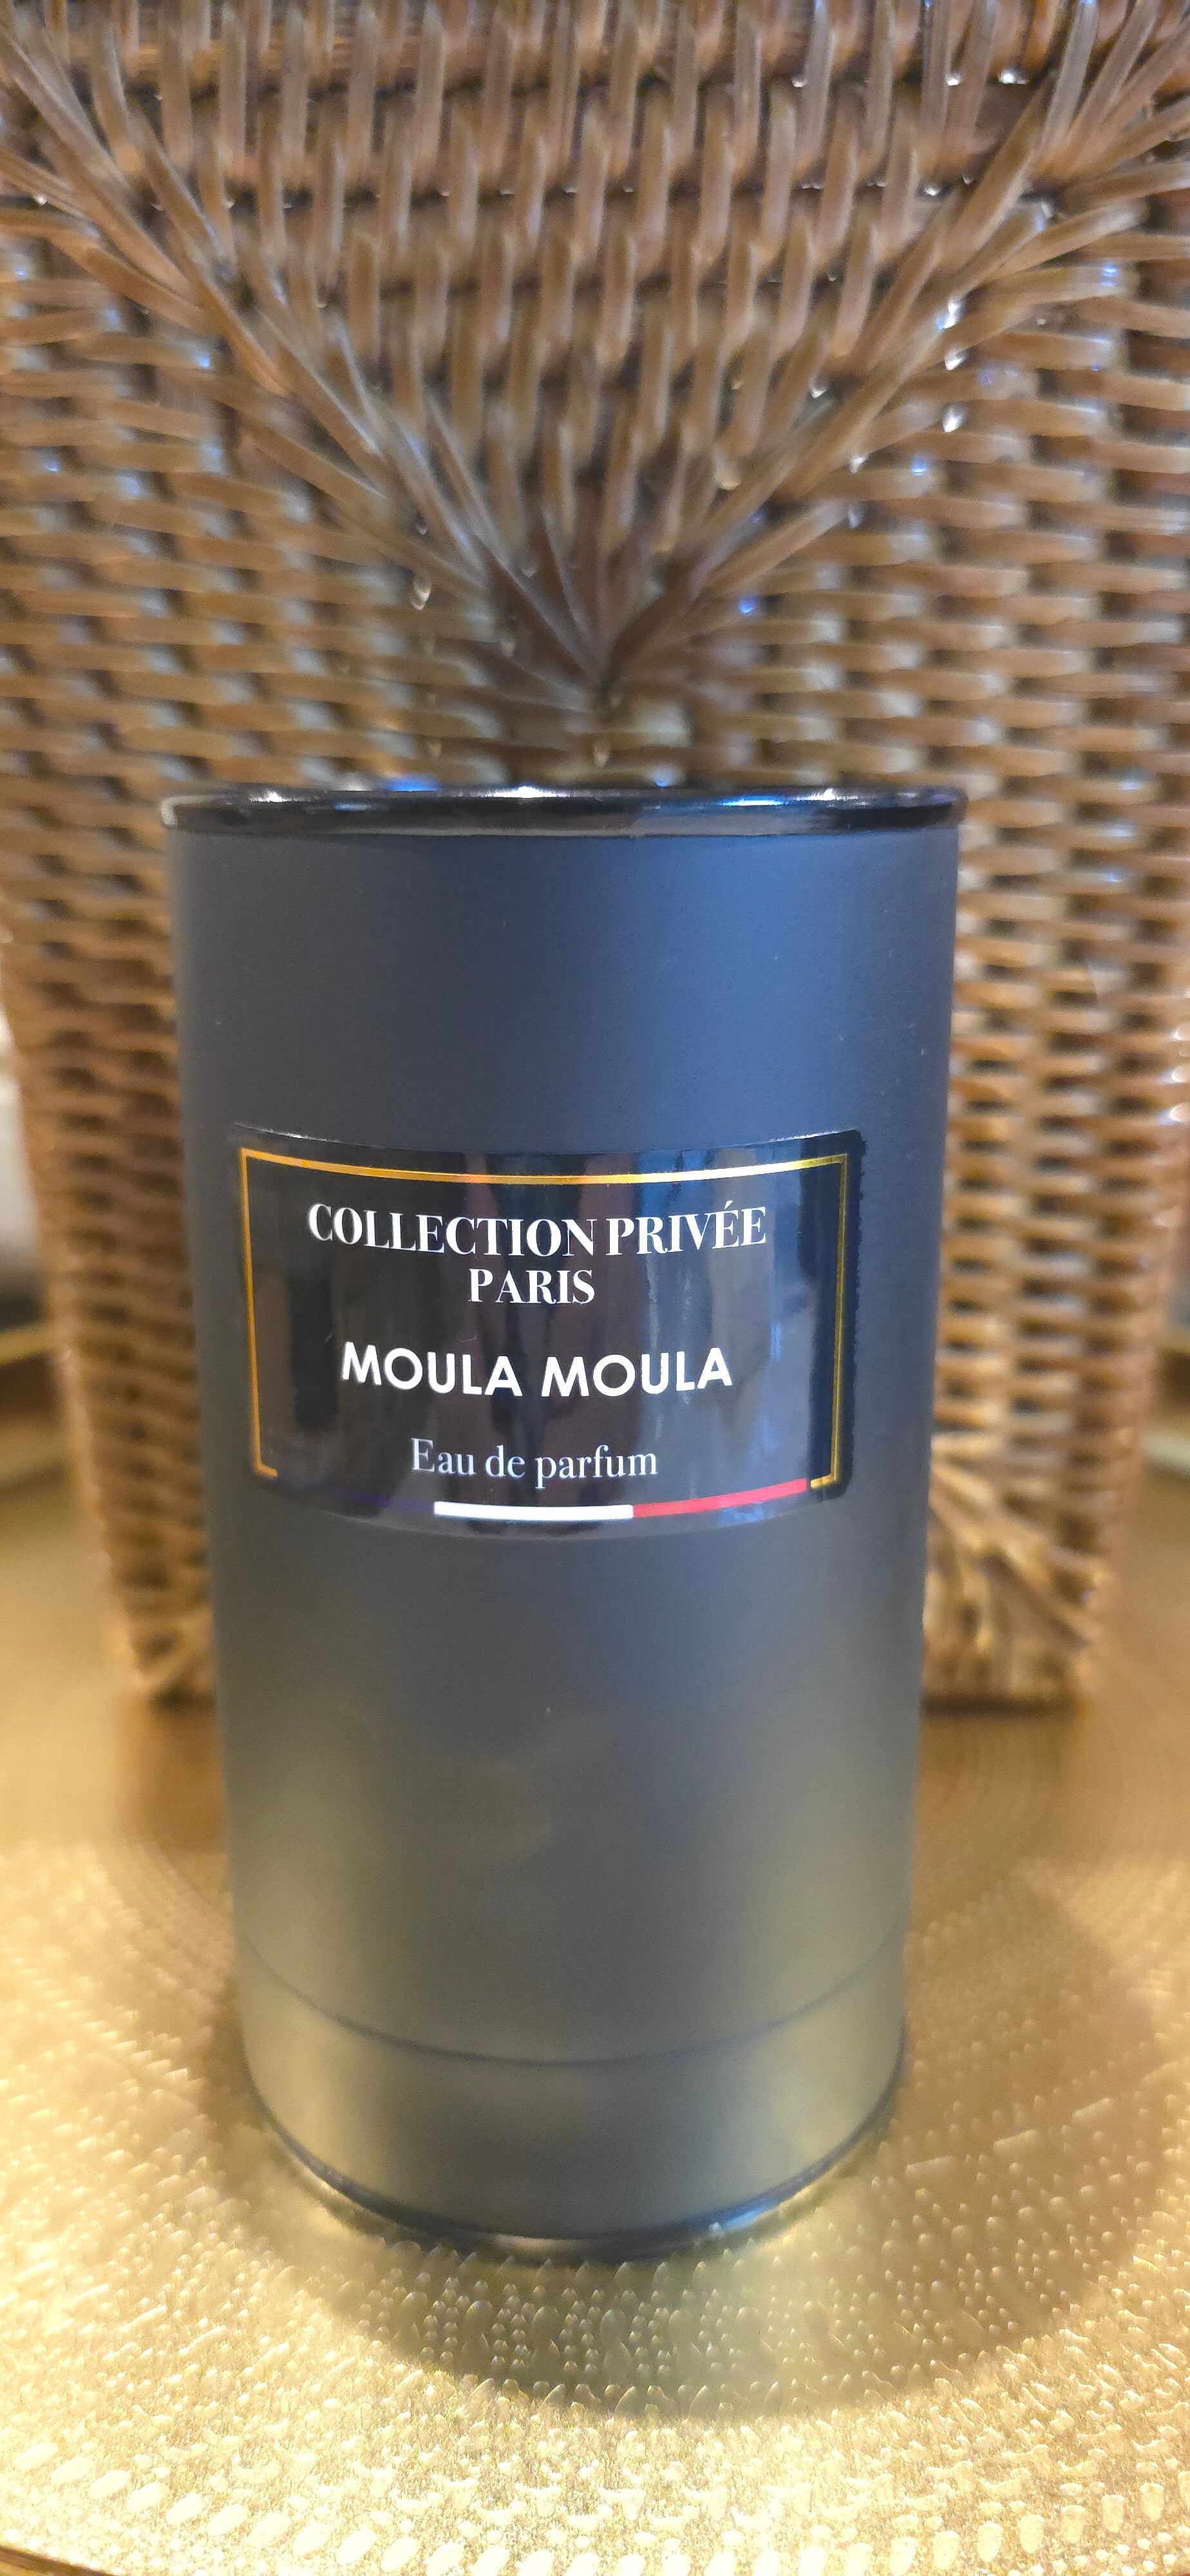 COLLECTION PRIVÉE
PARIS
MOULA MOULA
Eau de parfum